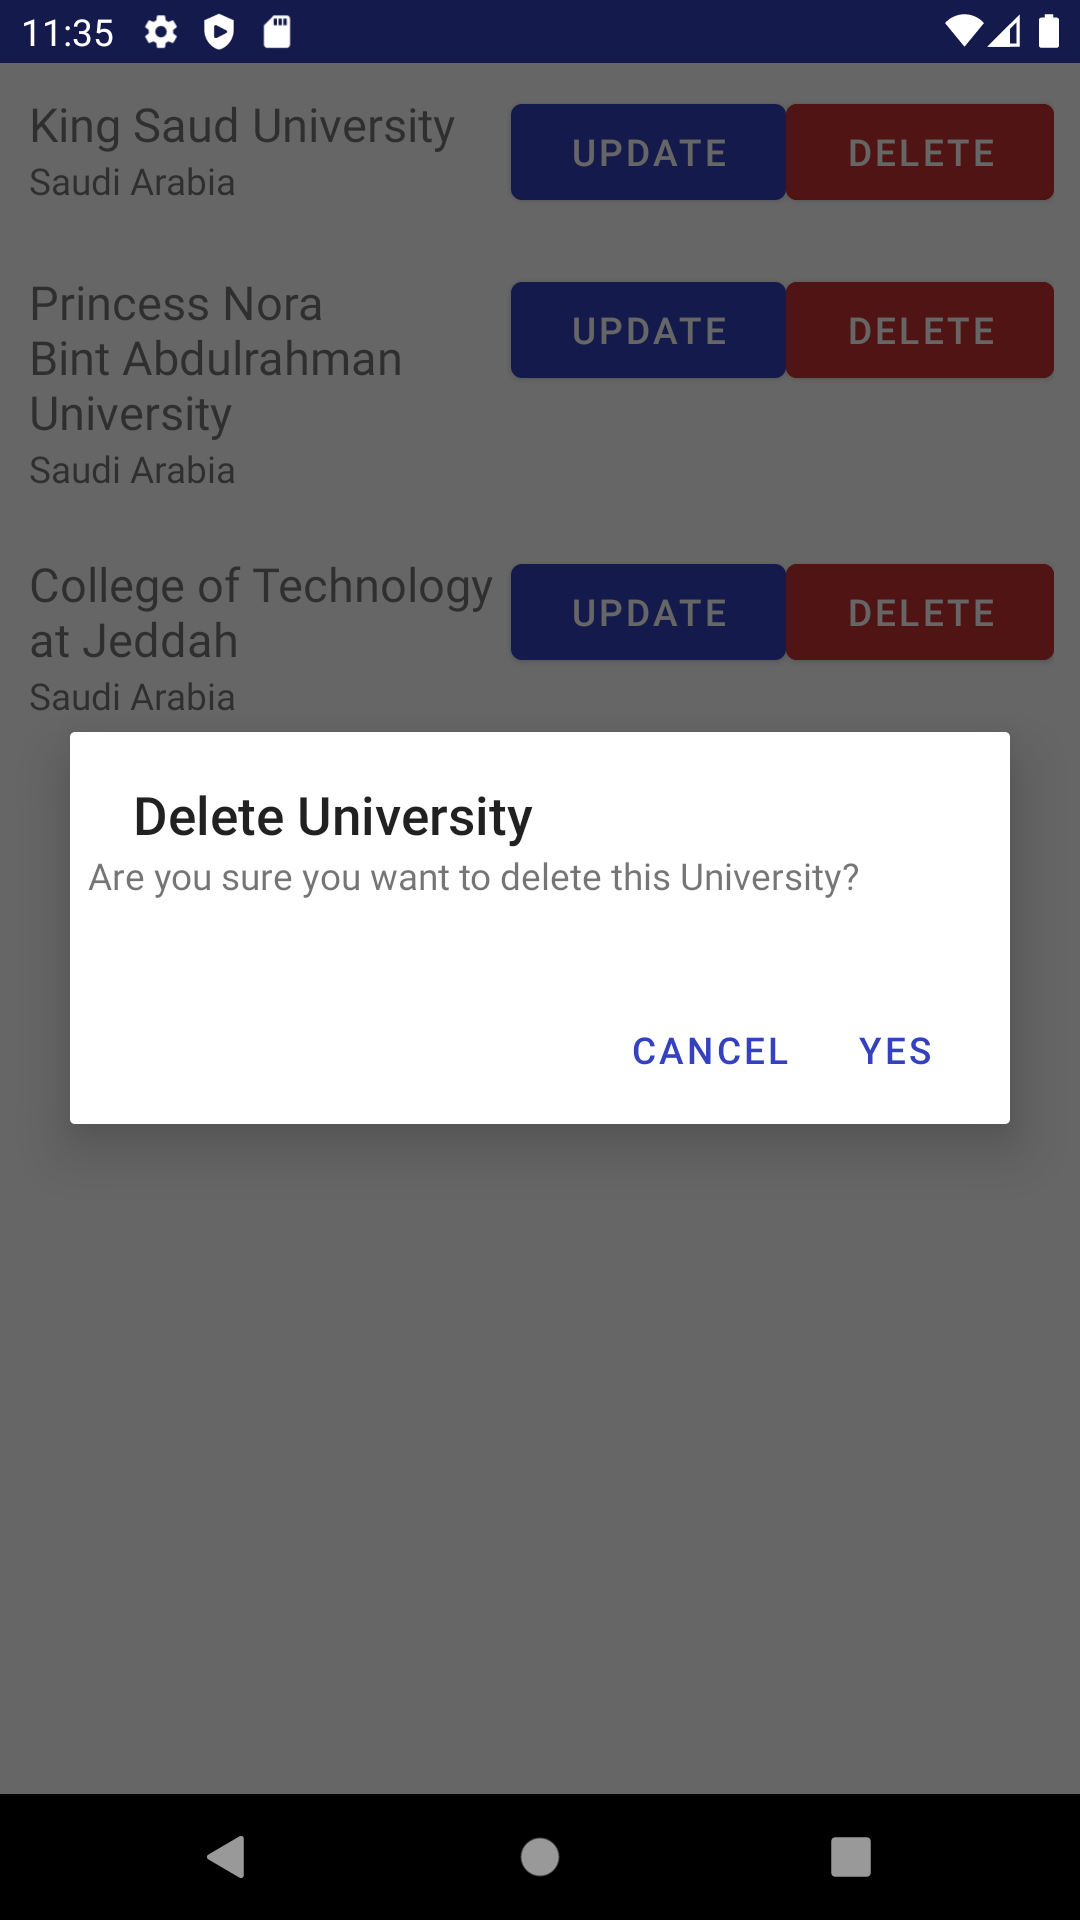 11:35
King Saud University
Saudi Arabia
UPDATE DELETE
Princess Nora
Bint Abdulrahman
University
Saudi Arabia
UPDATE DELETE
College of Technology
at Jeddah
Saudi Arabia
UPDATE DELETE
Delete University
Are you sure you want to delete this University?
CANCEL YES